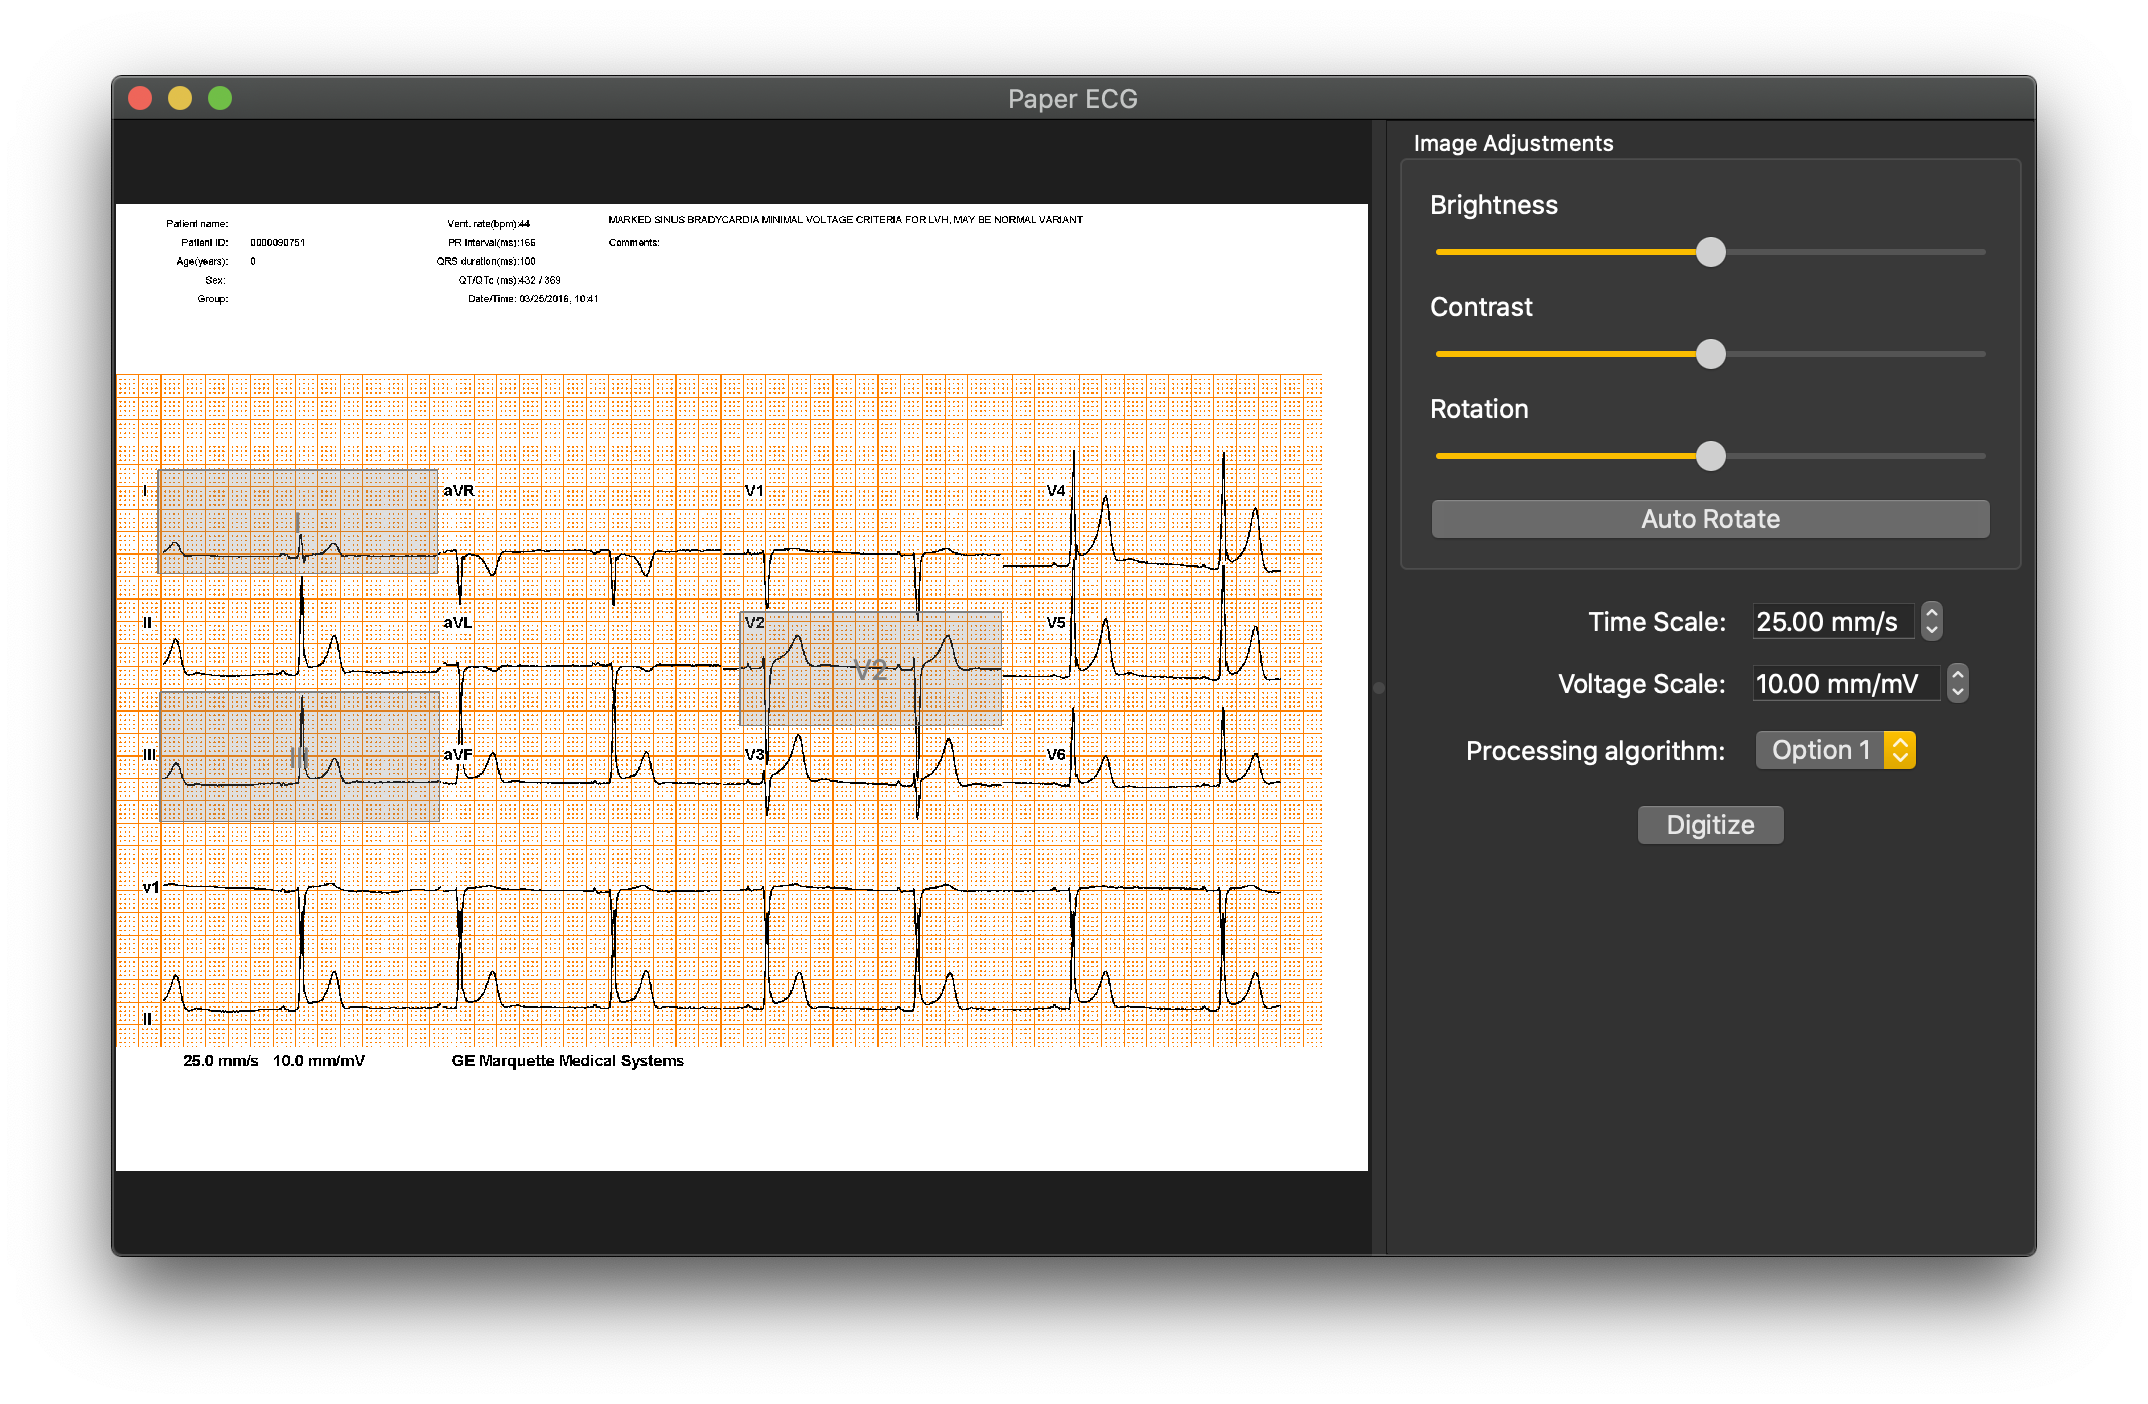 Paper ECG
Patient name:
Patient ID: 0000090751
Age(years): 0
Sex:
Group:
Vent. rate(bpm):44
PR Interval(ms):166
QRS duration(ms):100
QT/QTc (ms):432 / 369
Date/Time: 03/25/2016, 10:41
MARKED SINUS BRADYCARDIA MINIMAL VOLTAGE CRITERIA FOR LVH, MAY BE NORMAL VARIANT
Comments:
I aVR V1 V4
I
II aVL V2 V5
V2
III aVF V3 V6
III
v1
II
25.0 mm/s 10.0 mm/mV GE Marquette Medical Systems
Image Adjustments
Brightness
Contrast
Rotation
Auto Rotate
Time Scale: 25.00 mm/s
Voltage Scale: 10.00 mm/mV
Processing algorithm: Option 1
Digitize